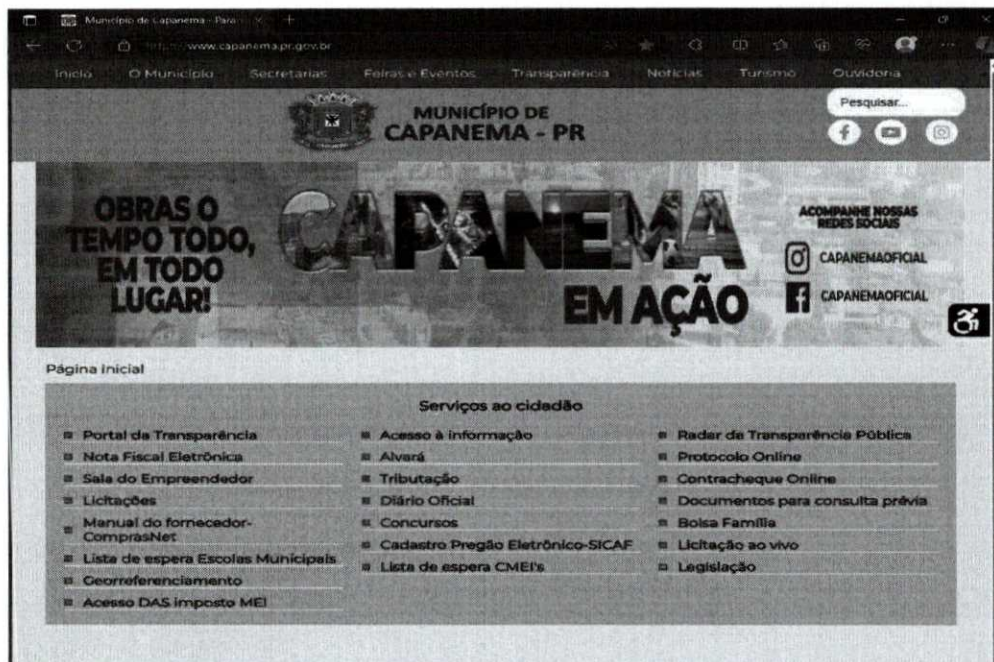 Município de Capanema - Para
www.capanema.pr.gov.br
Início O Município Secretarias Feiras e Eventos Transparência Notícias Turismo Ouvidoria
MUNICÍPIO DE
CAPANEMA - PR
Pesquisar...
OBRAS O
TEMPO TODO,
EM TODO
LUGAR!
CAPANEMA
EM AÇÃO
ACOMPANHE NOSSAS
REDES SOCIAIS
CAPANEMAOFICIAL
CAPANEMAOFICIAL
Página Inicial
Serviços ao cidadão
Portal da Transparência
Nota Fiscal Eletrônica
Sala do Empreendedor
Licitações
Manual do fornecedor-
ComprasNet
Lista de espera Escolas Municipais
Georreferenciamento
Acesso DAS imposto MEI
Acesso à informação
Alvará
Tributação
Diário Oficial
Concursos
Cadastro Pregão Eletrônico-SICAF
Lista de espera CMEI's
Radar da Transparência Pública
Protocolo Online
Contracheque Online
Documentos para consulta prévia
Bolsa Família
Licitação ao vivo
Legislação